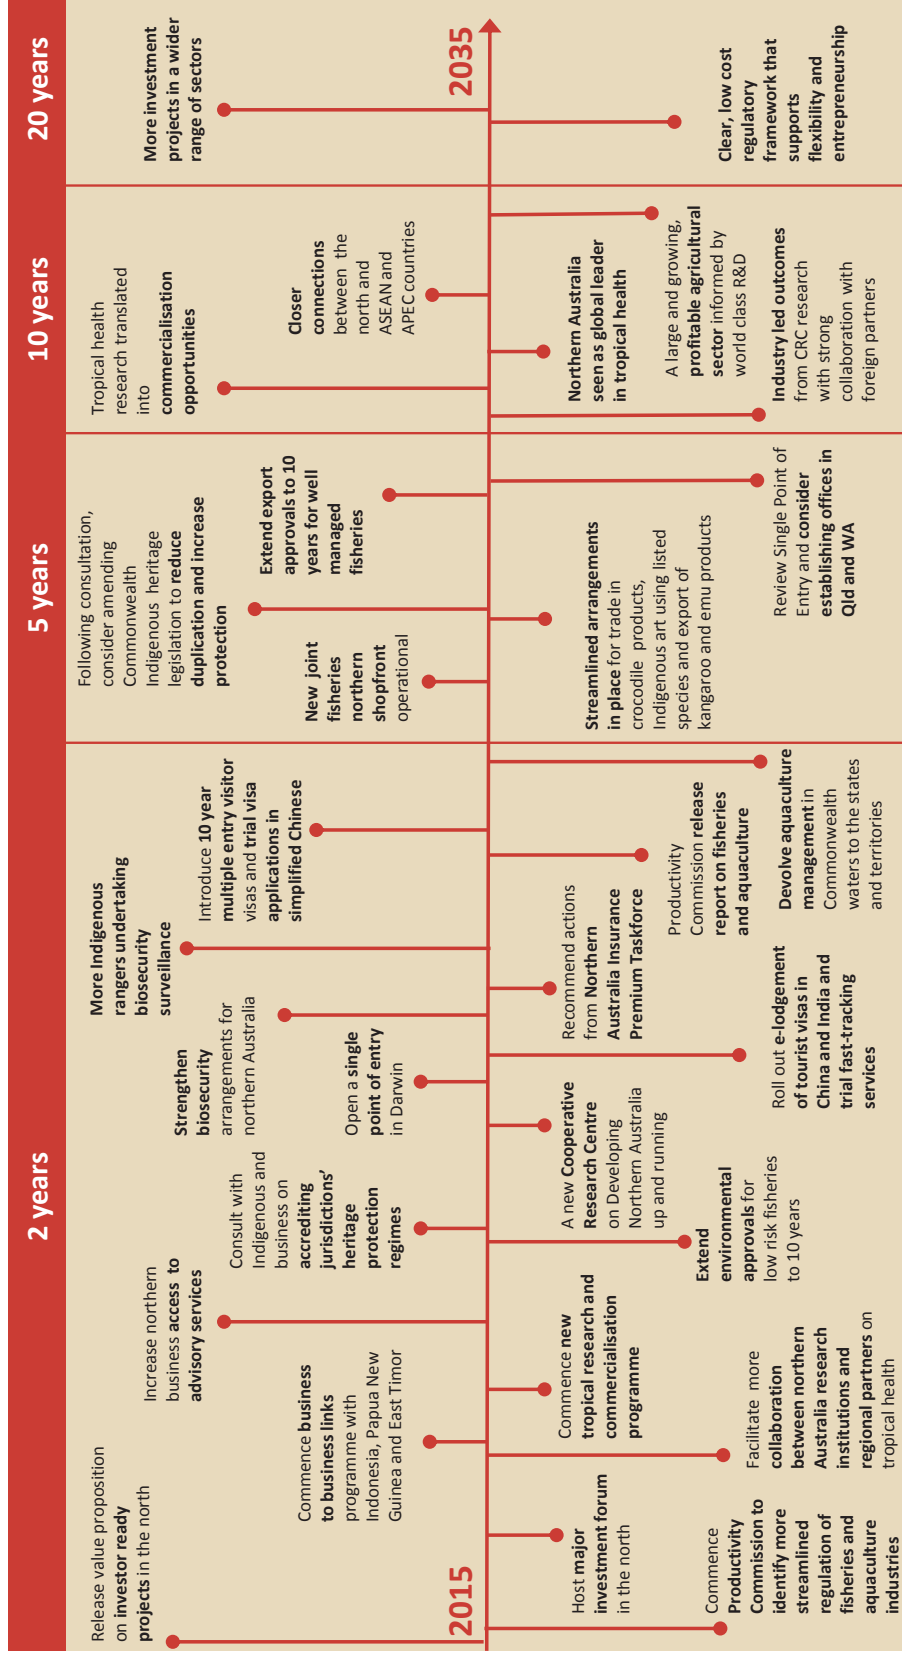 2 years
5 years
10 years
20 years
Release value proposition
on investor ready
projects in the north
Increase northern
business access to
advisory services
Commence business
to business links
programme with
Indonesia, Papua New
Guinea and East Timor
Consult with
Indigenous and
business on
accrediting
jurisdictions’
heritage
protection
regimes
Strengthen
biosecurity
arrangements for
northern Australia
Open a single
point of entry
in Darwin
More Indigenous
rangers undertaking
biosecurity
surveillance
Introduce 10 year
multiple entry visitor
visas and trial visa
applications in
simplified Chinese
Following consultation,
consider amending
Commonwealth
Indigenous heritage
legislation to reduce
duplication and increase
protection
New joint
fisheries
northern
shopfront
operational
Extend export
approvals to 10
years for well
managed
fisheries
Tropical health
research translated
into
commercialisation
opportunities
Closer
connections
between the
north and
ASEAN and
APEC countries
More investment
projects in a wider
range of sectors
2015
2035
Host major
investment forum
in the north
Commence
Productivity
Commission to
identify more
streamlined
regulation of
fisheries and
aquaculture
industries
Commence new
tropical research and
commercialisation
programme
Facilitate more
collaboration
between northern
Australia research
institutions and
regional partners on
tropical health
A new Cooperative
Research Centre
on Developing
Northern Australia
up and running
Extend
environmental
approvals for
low risk fisheries
to 10 years
Recommend actions
from Northern
Australia Insurance
Premium Taskforce
Roll out e-lodgement
of tourist visas in
China and India and
trial fast-tracking
services
Productivity
Commission release
report on fisheries
and aquaculture
Devolve aquaculture
management in
Commonwealth
waters to the states
and territories
Streamlined arrangements
in place for trade in
crocodile products,
Indigenous art using listed
species and export of
kangaroo and emu products
Review Single Point of
Entry and consider
establishing offices in
Qld and WA
Northern Australia
seen as global leader
in tropical health
A large and growing,
profitable agricultural
sector informed by
world class R&D
Industry led outcomes
from CRC research
with strong
collaboration with
foreign partners
Clear, low cost
regulatory
framework that
supports
flexibility and
entrepreneurship